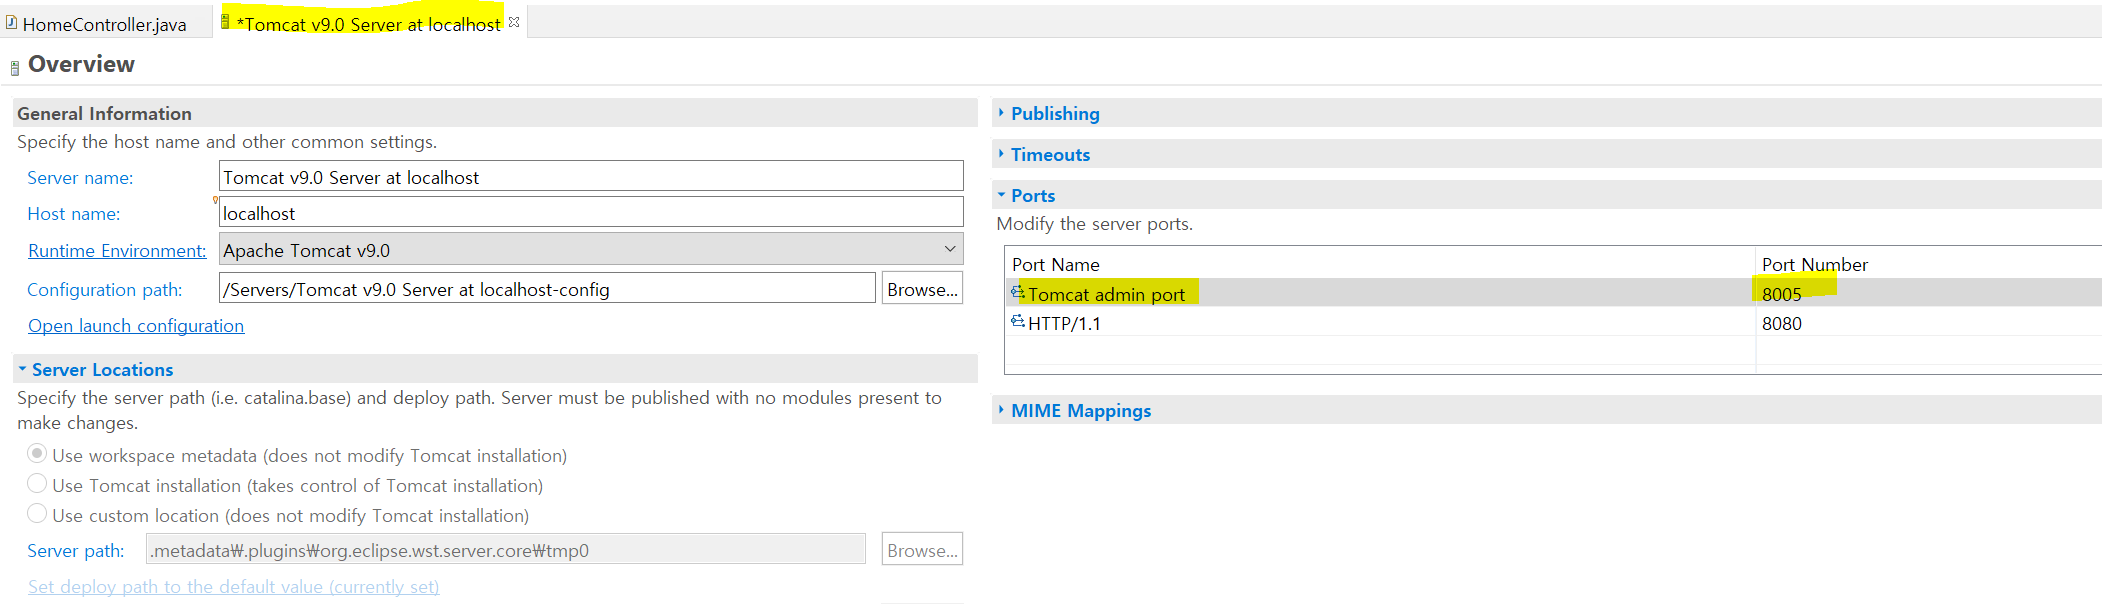 HomeController.java
*Tomcat v9.0 Server at localhost
Overview
General Information
Specify the host name and other common settings.
Server name:
Tomcat v9.0 Server at localhost
Host name:
localhost
Runtime Environment:
Apache Tomcat v9.0
Configuration path:
/Servers/Tomcat v9.0 Server at localhost-config
Browse...
Open launch configuration
Server Locations
Specify the server path (i.e. catalina.base) and deploy path. Server must be published with no modules present to
make changes.
Use workspace metadata (does not modify Tomcat installation)
Use Tomcat installation (takes control of Tomcat installation)
Use custom location (does not modify Tomcat installation)
Server path:
.metadata₩.plugins₩org.eclipse.wst.server.core₩tmp0
Browse...
Set deploy path to the default value (currently set)
Publishing
Timeouts
Ports
Modify the server ports.
Port Name
Port Number
Tomcat admin port
8005
HTTP/1.1
8080
MIME Mappings